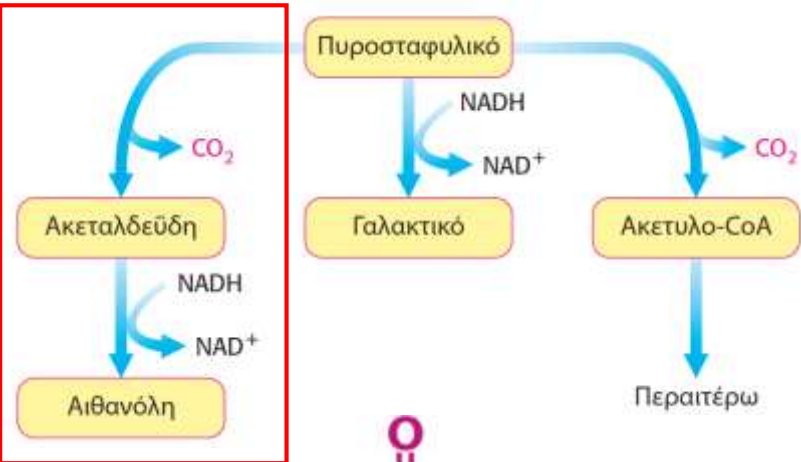 Πυροσταφυλικό
NADH
CO₂
NAD⁺
CO₂
Ακεταλδεΰδη
Γαλακτικό
Ακετυλο-CoA
NADH
NAD⁺
Αιθανόλη
Περαιτέρω
O